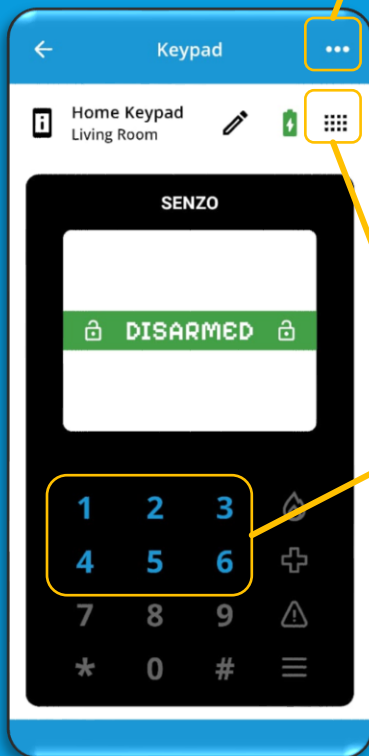 Keypad
Home Keypad
Living Room
SENZO
DISARMED
1 2 3
4 5 6
7 8 9
* 0 #